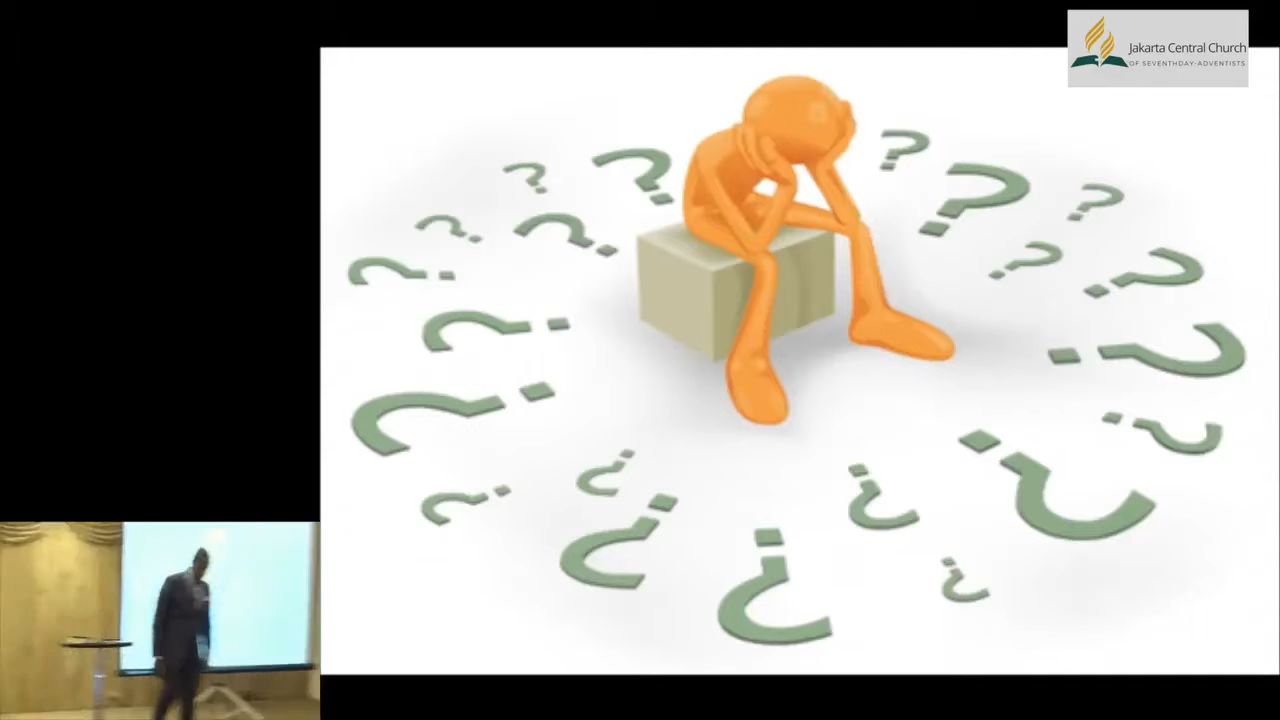 Jakarta Central Church
OF SEVENTHDAY-ADVENTISTS
? ? ? ? ? ? ? ? ? ? ? ? ? ? ? ? ? ? ? ? ? ?